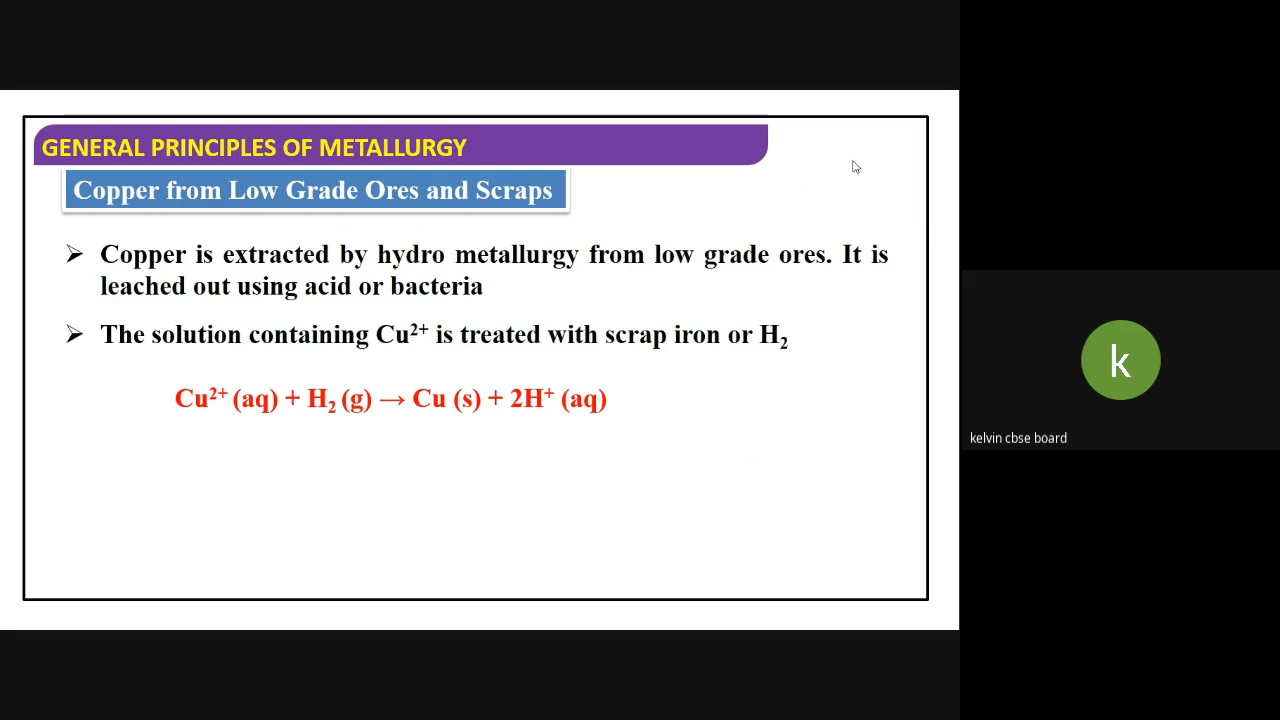 GENERAL PRINCIPLES OF METALLURGY
Copper from Low Grade Ores and Scraps
➢ Copper is extracted by hydro metallurgy from low grade ores. It is
leached out using acid or bacteria
➢ The solution containing Cu²⁺ is treated with scrap iron or H₂
Cu²⁺ (aq) + H₂ (g) → Cu (s) + 2H⁺ (aq)
k
kelvin cbse board